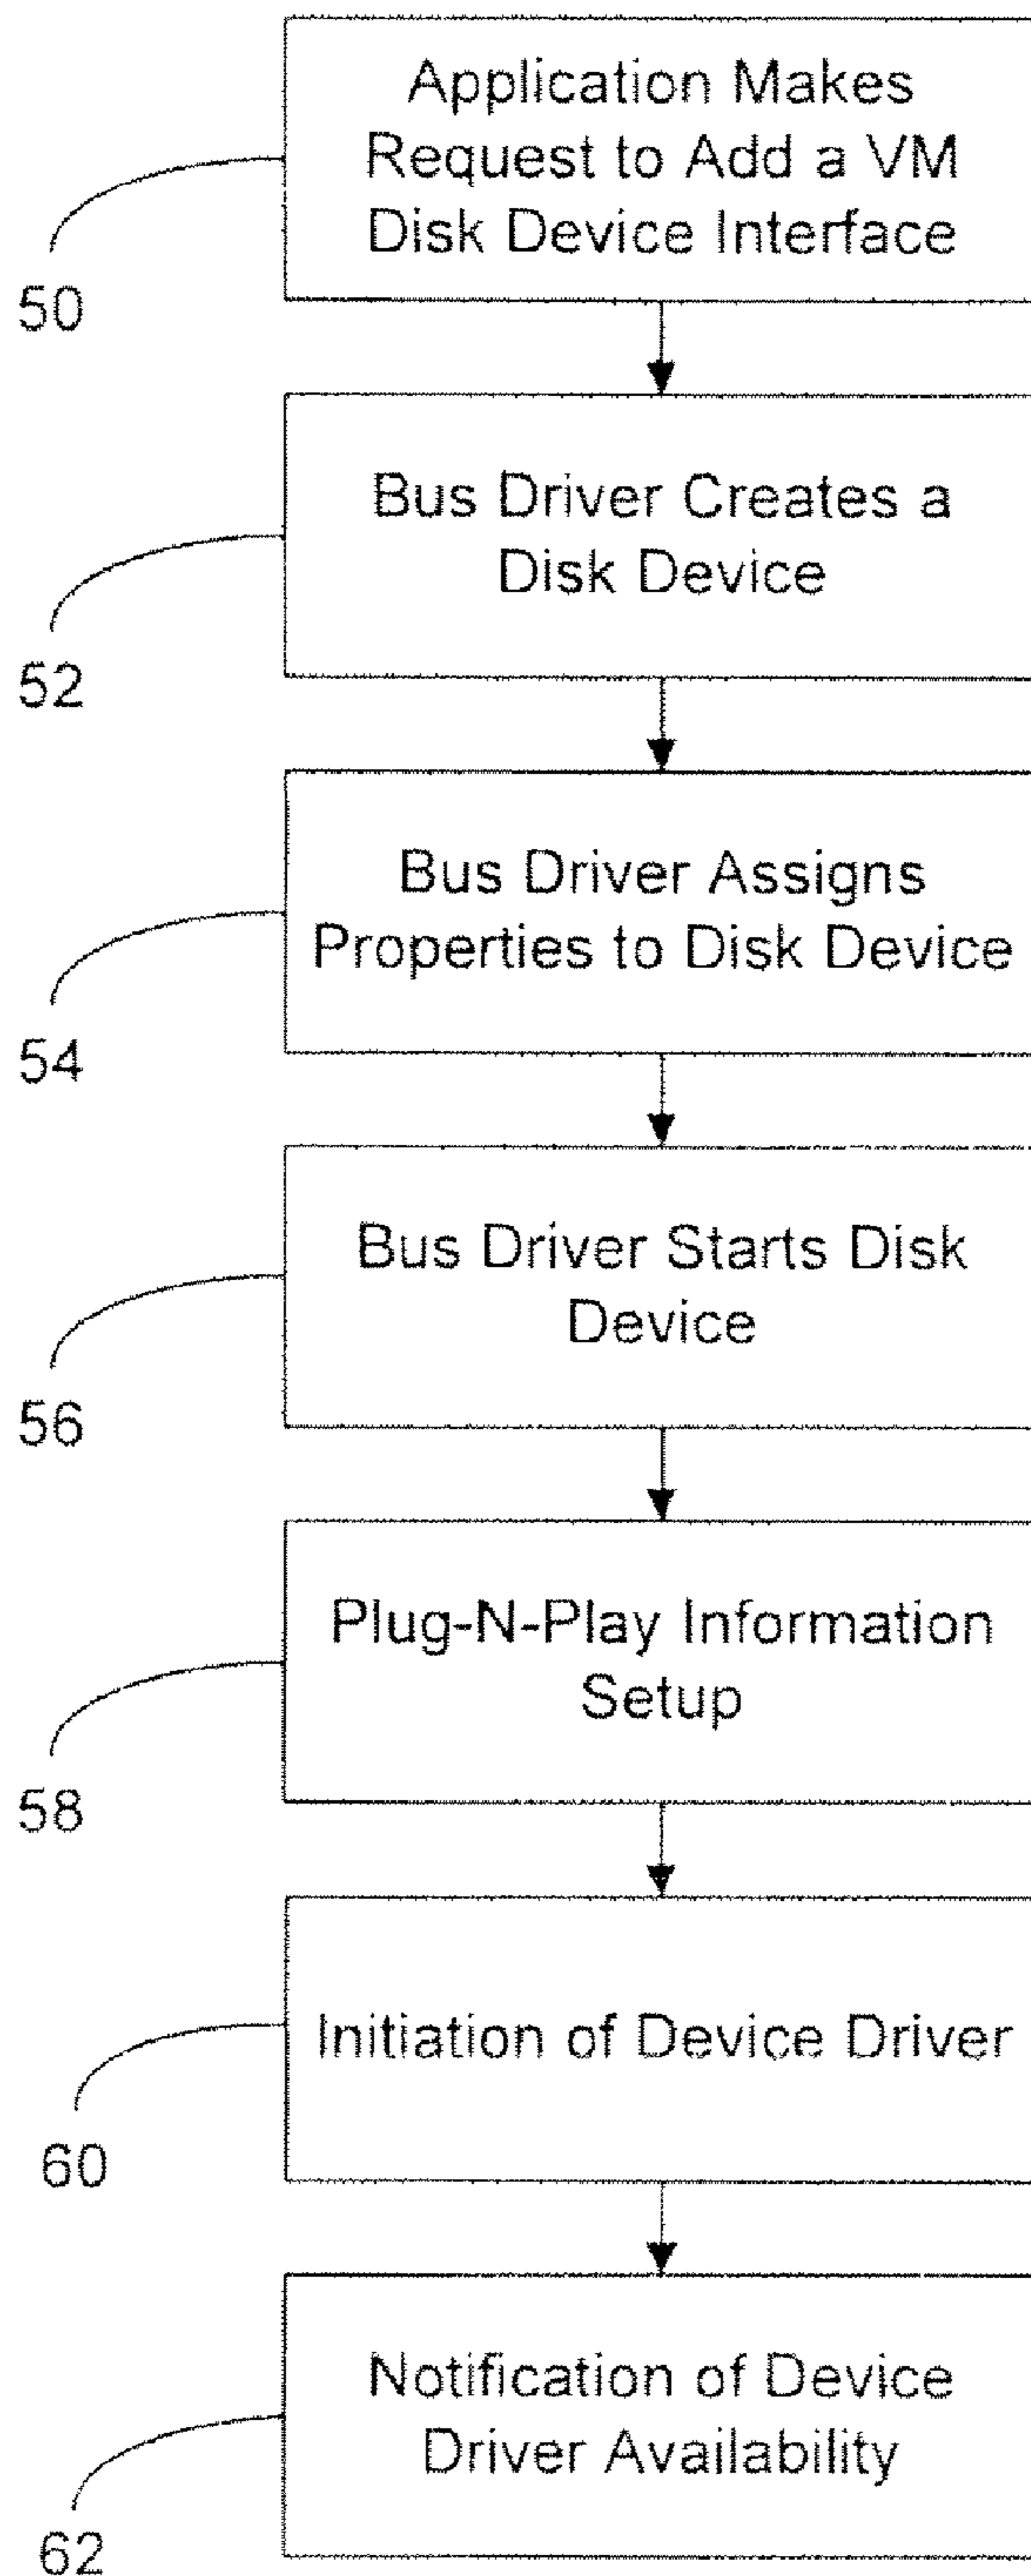 Application Makes
Request to Add a VM
Disk Device Interface
50
Bus Driver Creates a
Disk Device
52
Bus Driver Assigns
Properties to Disk Device
54
Bus Driver Starts Disk
Device
56
Plug-N-Play Information
Setup
58
Initiation of Device Driver
60
Notification of Device
Driver Availability
62